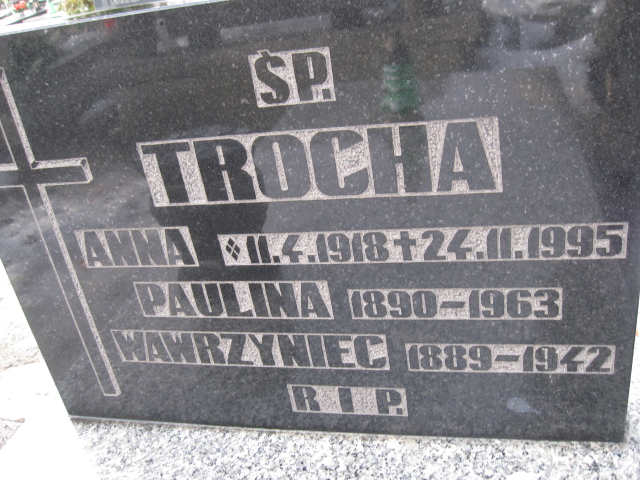 ŚP.
TROCHA
ANNA 11.4.1918 † 24.11.1995
PAULINA 1890-1963
WAWRZYNIEC 1889-1942
R I P.